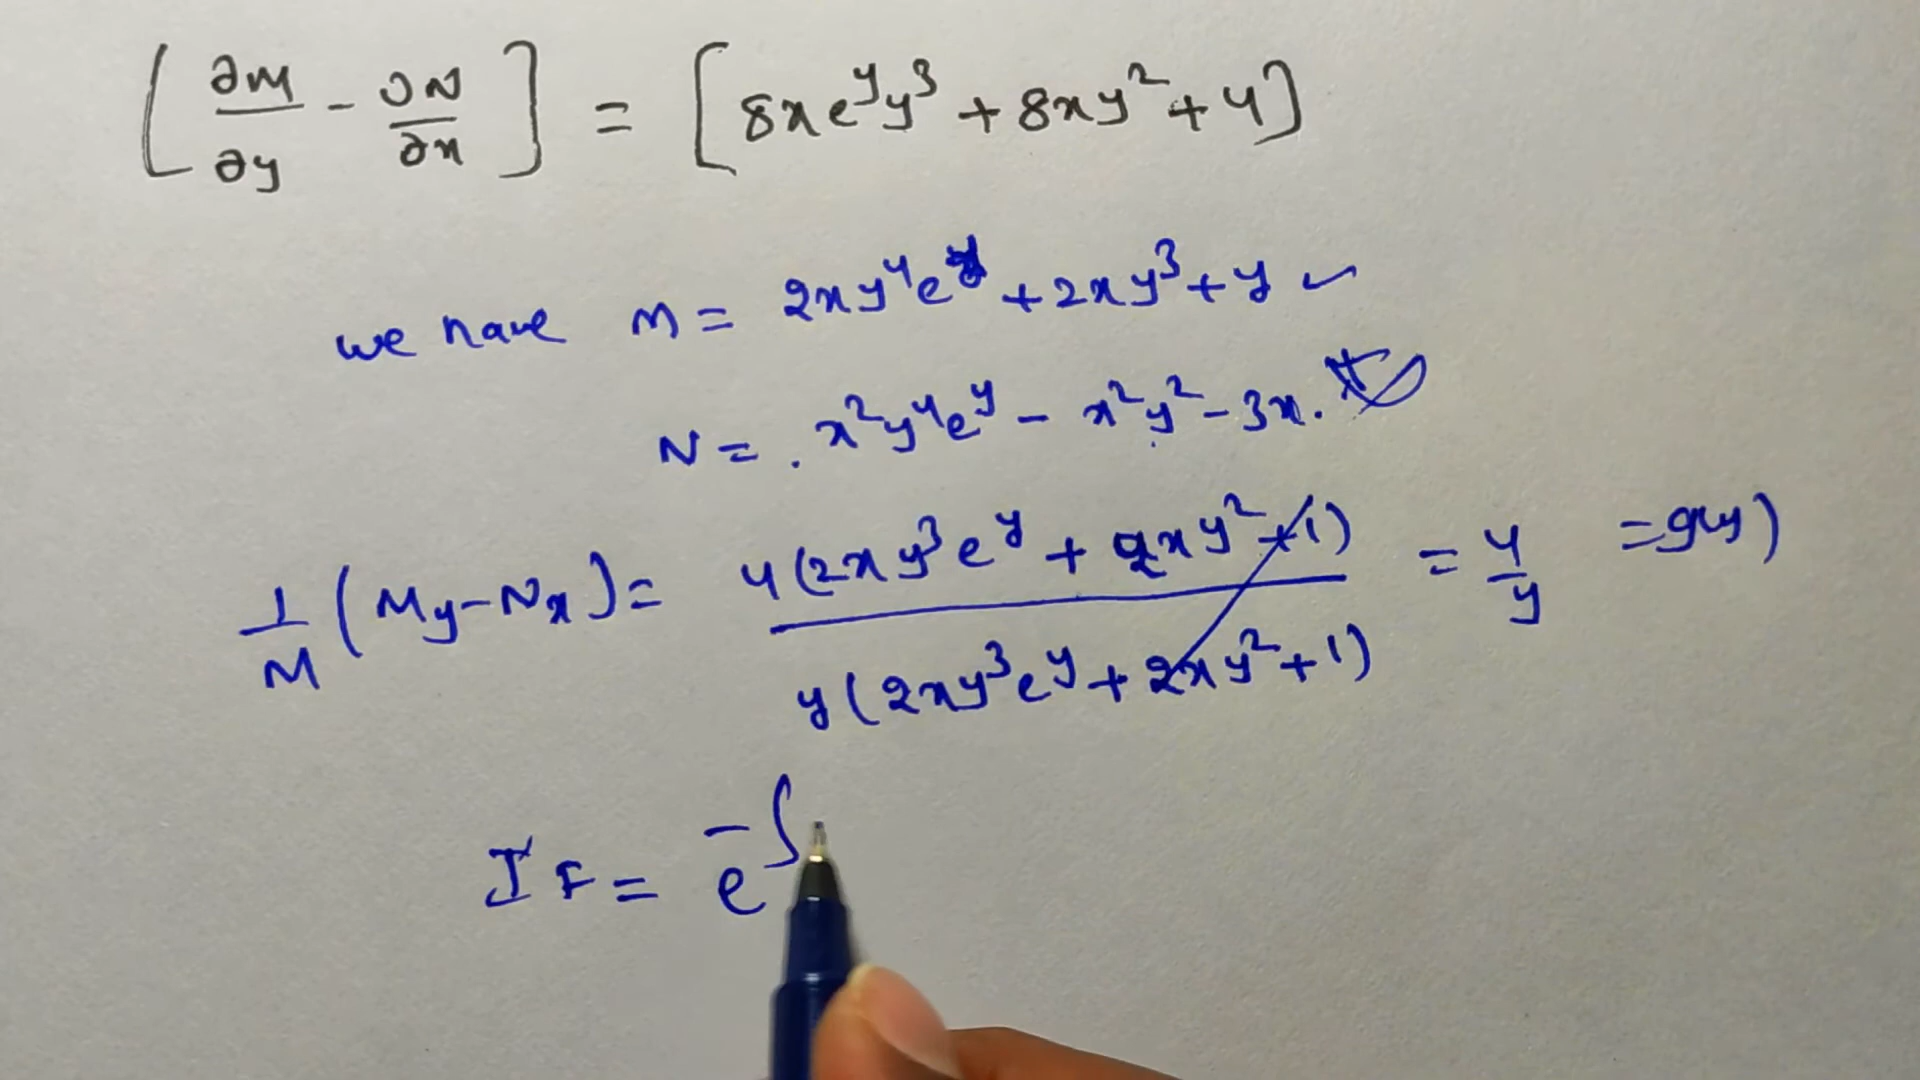 [∂M/∂y - ∂N/∂x] = [8xe^y y^3 + 8xy^2 + 4]
we have M = 2xy^4e^y + 2xy^3 + y ✓
N = . x^2y^4e^y - x^2y^2 - 3x.
1/M (My - Nx) = 4(2xy^3e^y + 2xy^2 + 1) / y(2xy^3e^y + 2xy^2 + 1) = 4/y = g(y)
IF = e^-∫